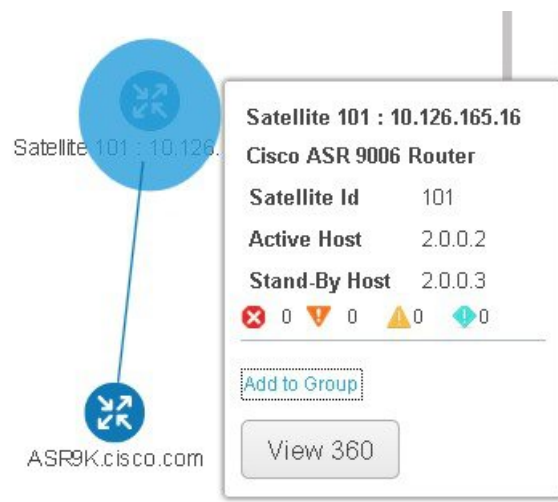 Satellite 101 : 10.126.
ASR9K.cisco.com
Satellite 101 : 10.126.165.16
Cisco ASR 9006 Router
Satellite Id 101
Active Host 2.0.0.2
Stand-By Host 2.0.0.3
0 0 0 0
Add to Group
View 360